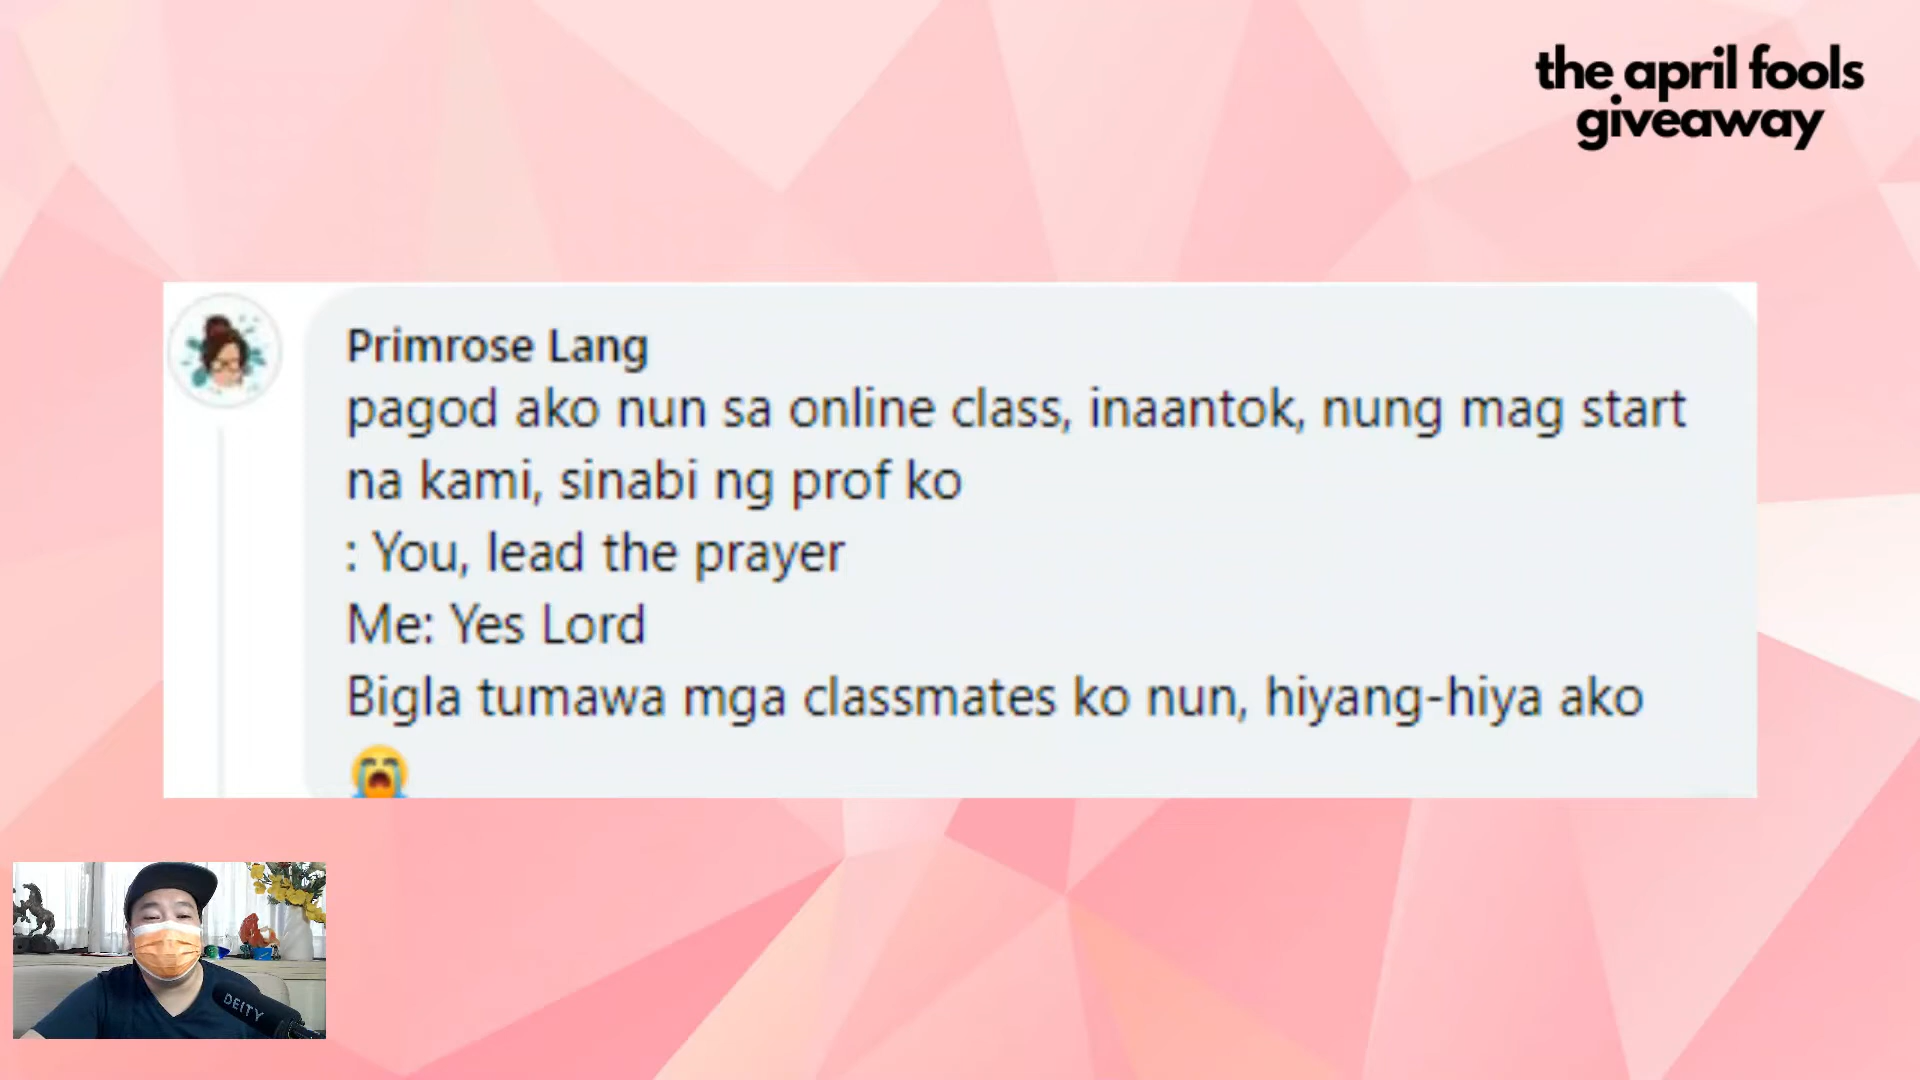 the april fools
giveaway
Primrose Lang
pagod ako nun sa online class, inaantok, nung mag start
na kami, sinabi ng prof ko
: You, lead the prayer
Me: Yes Lord
Bigla tumawa mga classmates ko nun, hiyang-hiya ako
😭
DEITY